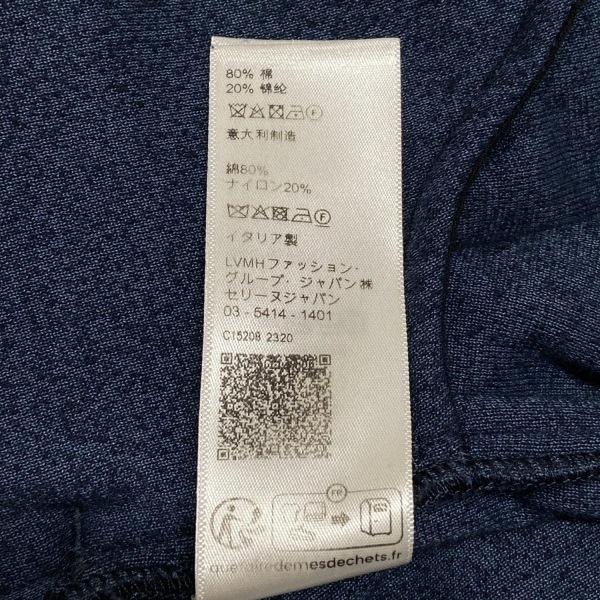 80% 棉
20% 锦纶
意大利制造
綿80%
ナイロン20%
F
イタリア製
LVMHファッション・
グループ・ジャパン㈱
セリーヌジャパン
03 - 5414 - 1401
C15208 2320
FR
quefairedemesdechets.fr